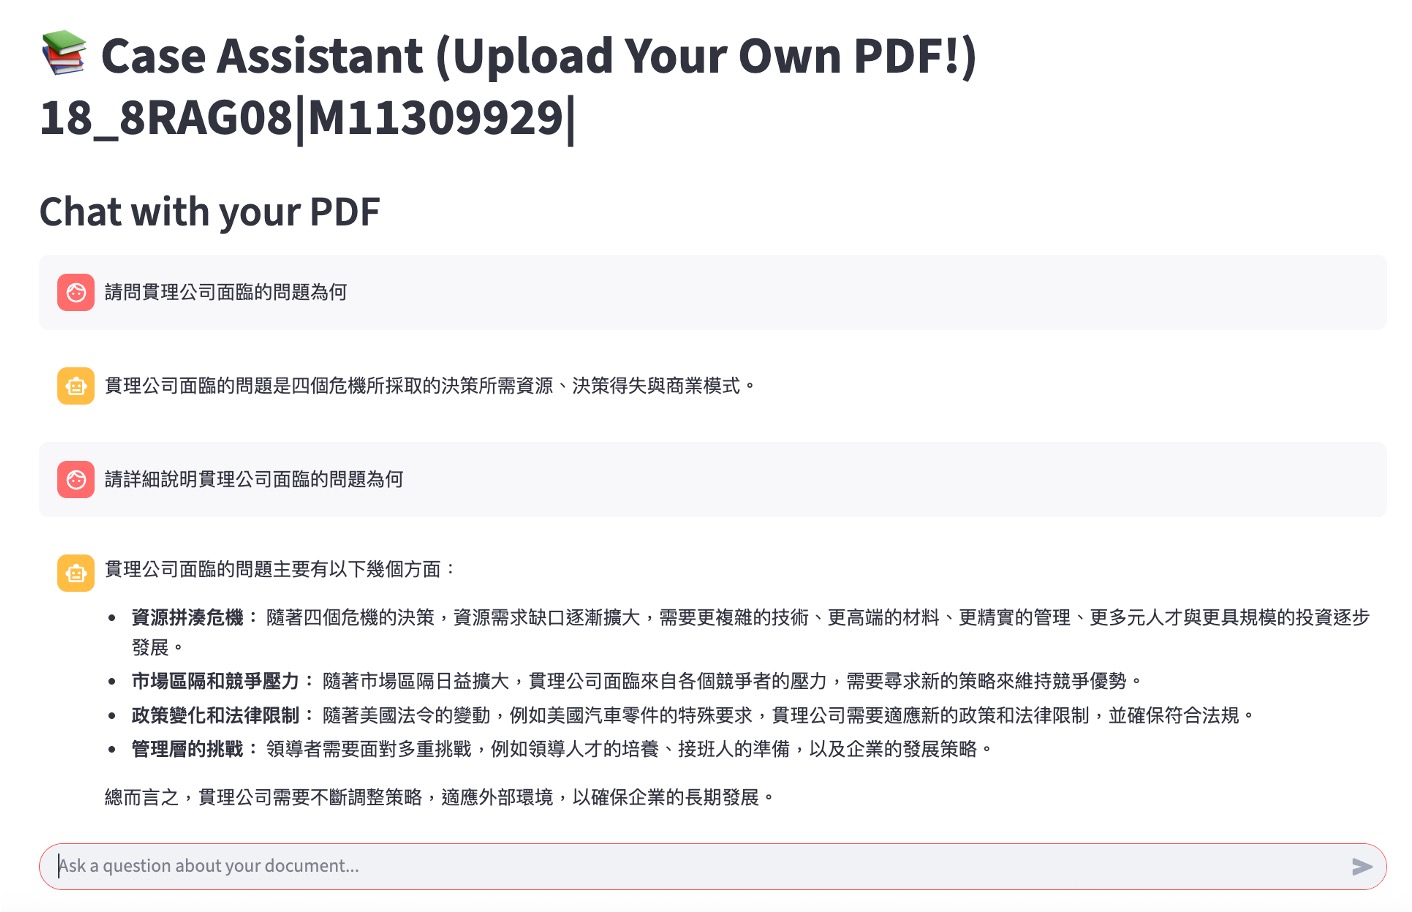 Case Assistant (Upload Your Own PDF!)
18_8RAG08|M11309929|
Chat with your PDF
請問貫理公司面臨的問題為何
貫理公司面臨的問題是四個危機所採取的決策所需資源、決策得失與商業模式。
請詳細說明貫理公司面臨的問題為何
貫理公司面臨的問題主要有以下幾個方面：
• 資源拼湊危機： 隨著四個危機的決策，資源需求缺口逐漸擴大，需要更複雜的技術、更高端的材料、更精實的管理、更多元人才與更具規模的投資逐步
發展。
• 市場區隔和競爭壓力： 隨著市場區隔日益擴大，貫理公司面臨來自各個競爭者的壓力，需要尋求新的策略來維持競爭優勢。
• 政策變化和法律限制： 隨著美國法令的變動，例如美國汽車零件的特殊要求，貫理公司需要適應新的政策和法律限制，並確保符合法規。
• 管理層的挑戰： 領導者需要面對多重挑戰，例如領導人才的培養、接班人的準備，以及企業的發展策略。
總而言之，貫理公司需要不斷調整策略，適應外部環境，以確保企業的長期發展。
Ask a question about your document...